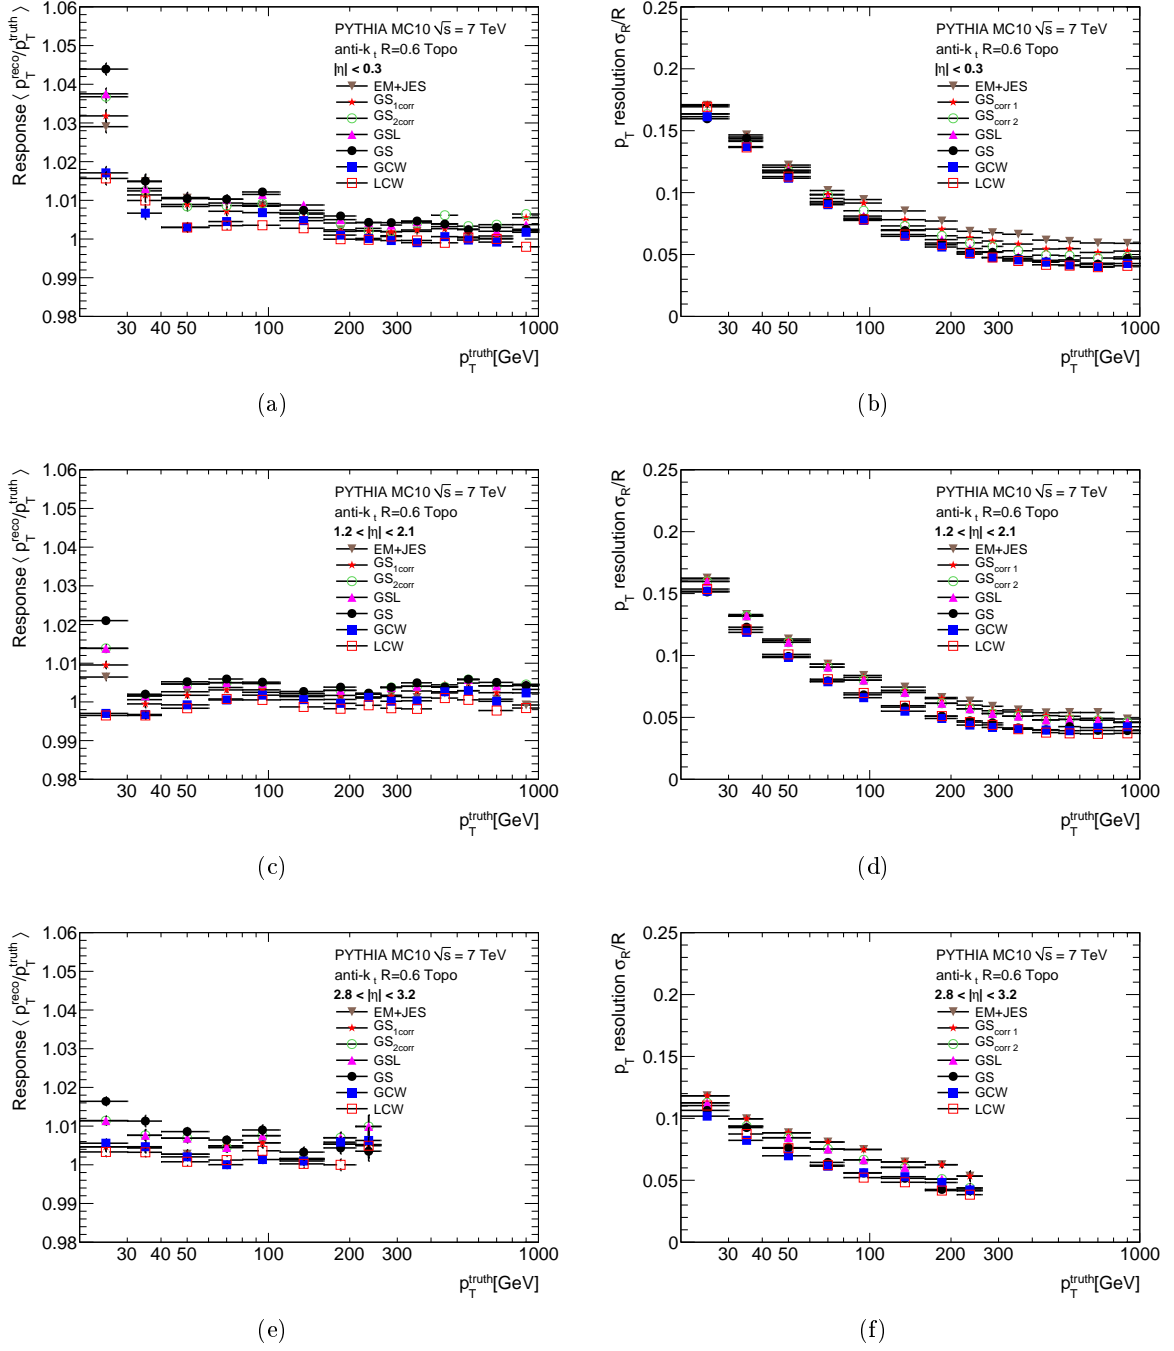 Response ⟨ p_T^reco/p_T^truth ⟩
1.06
1.05
1.04
1.03
1.02
1.01
1
0.99
0.98
PYTHIA MC10 √s = 7 TeV
anti-k_t R=0.6 Topo
|η| < 0.3
EM+JES
GS_1corr
GS_2corr
GSL
GS
GCW
LCW
30 40 50 100 200 300 1000
p_T^truth[GeV]
(a)
p_T resolution σ_R/R
0.25
0.2
0.15
0.1
0.05
0
PYTHIA MC10 √s = 7 TeV
anti-k_t R=0.6 Topo
|η| < 0.3
EM+JES
GS_corr 1
GS_corr 2
GSL
GS
GCW
LCW
30 40 50 100 200 300 1000
p_T^truth[GeV]
(b)
Response ⟨ p_T^reco/p_T^truth ⟩
1.06
1.05
1.04
1.03
1.02
1.01
1
0.99
0.98
PYTHIA MC10 √s = 7 TeV
anti-k_t R=0.6 Topo
1.2 < |η| < 2.1
EM+JES
GS_1corr
GS_2corr
GSL
GS
GCW
LCW
30 40 50 100 200 300 1000
p_T^truth[GeV]
(c)
p_T resolution σ_R/R
0.25
0.2
0.15
0.1
0.05
0
PYTHIA MC10 √s = 7 TeV
anti-k_t R=0.6 Topo
1.2 < |η| < 2.1
EM+JES
GS_corr 1
GS_corr 2
GSL
GS
GCW
LCW
30 40 50 100 200 300 1000
p_T^truth[GeV]
(d)
Response ⟨ p_T^reco/p_T^truth ⟩
1.06
1.05
1.04
1.03
1.02
1.01
1
0.99
0.98
PYTHIA MC10 √s = 7 TeV
anti-k_t R=0.6 Topo
2.8 < |η| < 3.2
EM+JES
GS_1corr
GS_2corr
GSL
GS
GCW
LCW
30 40 50 100 200 300 1000
p_T^truth[GeV]
(e)
p_T resolution σ_R/R
0.25
0.2
0.15
0.1
0.05
0
PYTHIA MC10 √s = 7 TeV
anti-k_t R=0.6 Topo
2.8 < |η| < 3.2
EM+JES
GS_corr 1
GS_corr 2
GSL
GS
GCW
LCW
30 40 50 100 200 300 1000
p_T^truth[GeV]
(f)